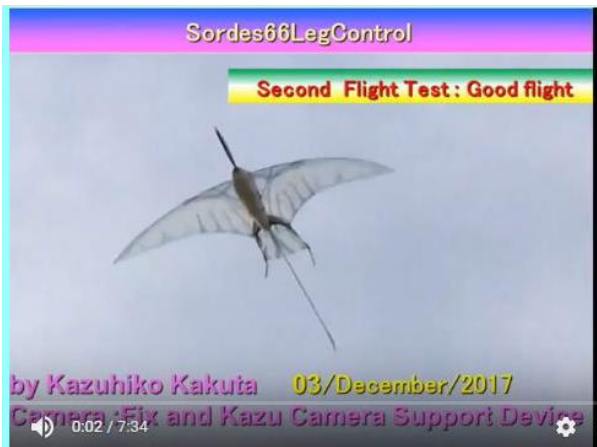 Sordes66LegControl
Second Flight Test : Good flight
by Kazuhiko Kakuta 03/December/2017
Camera :Fix and Kazu Camera Support Device
0:02 / 7:34